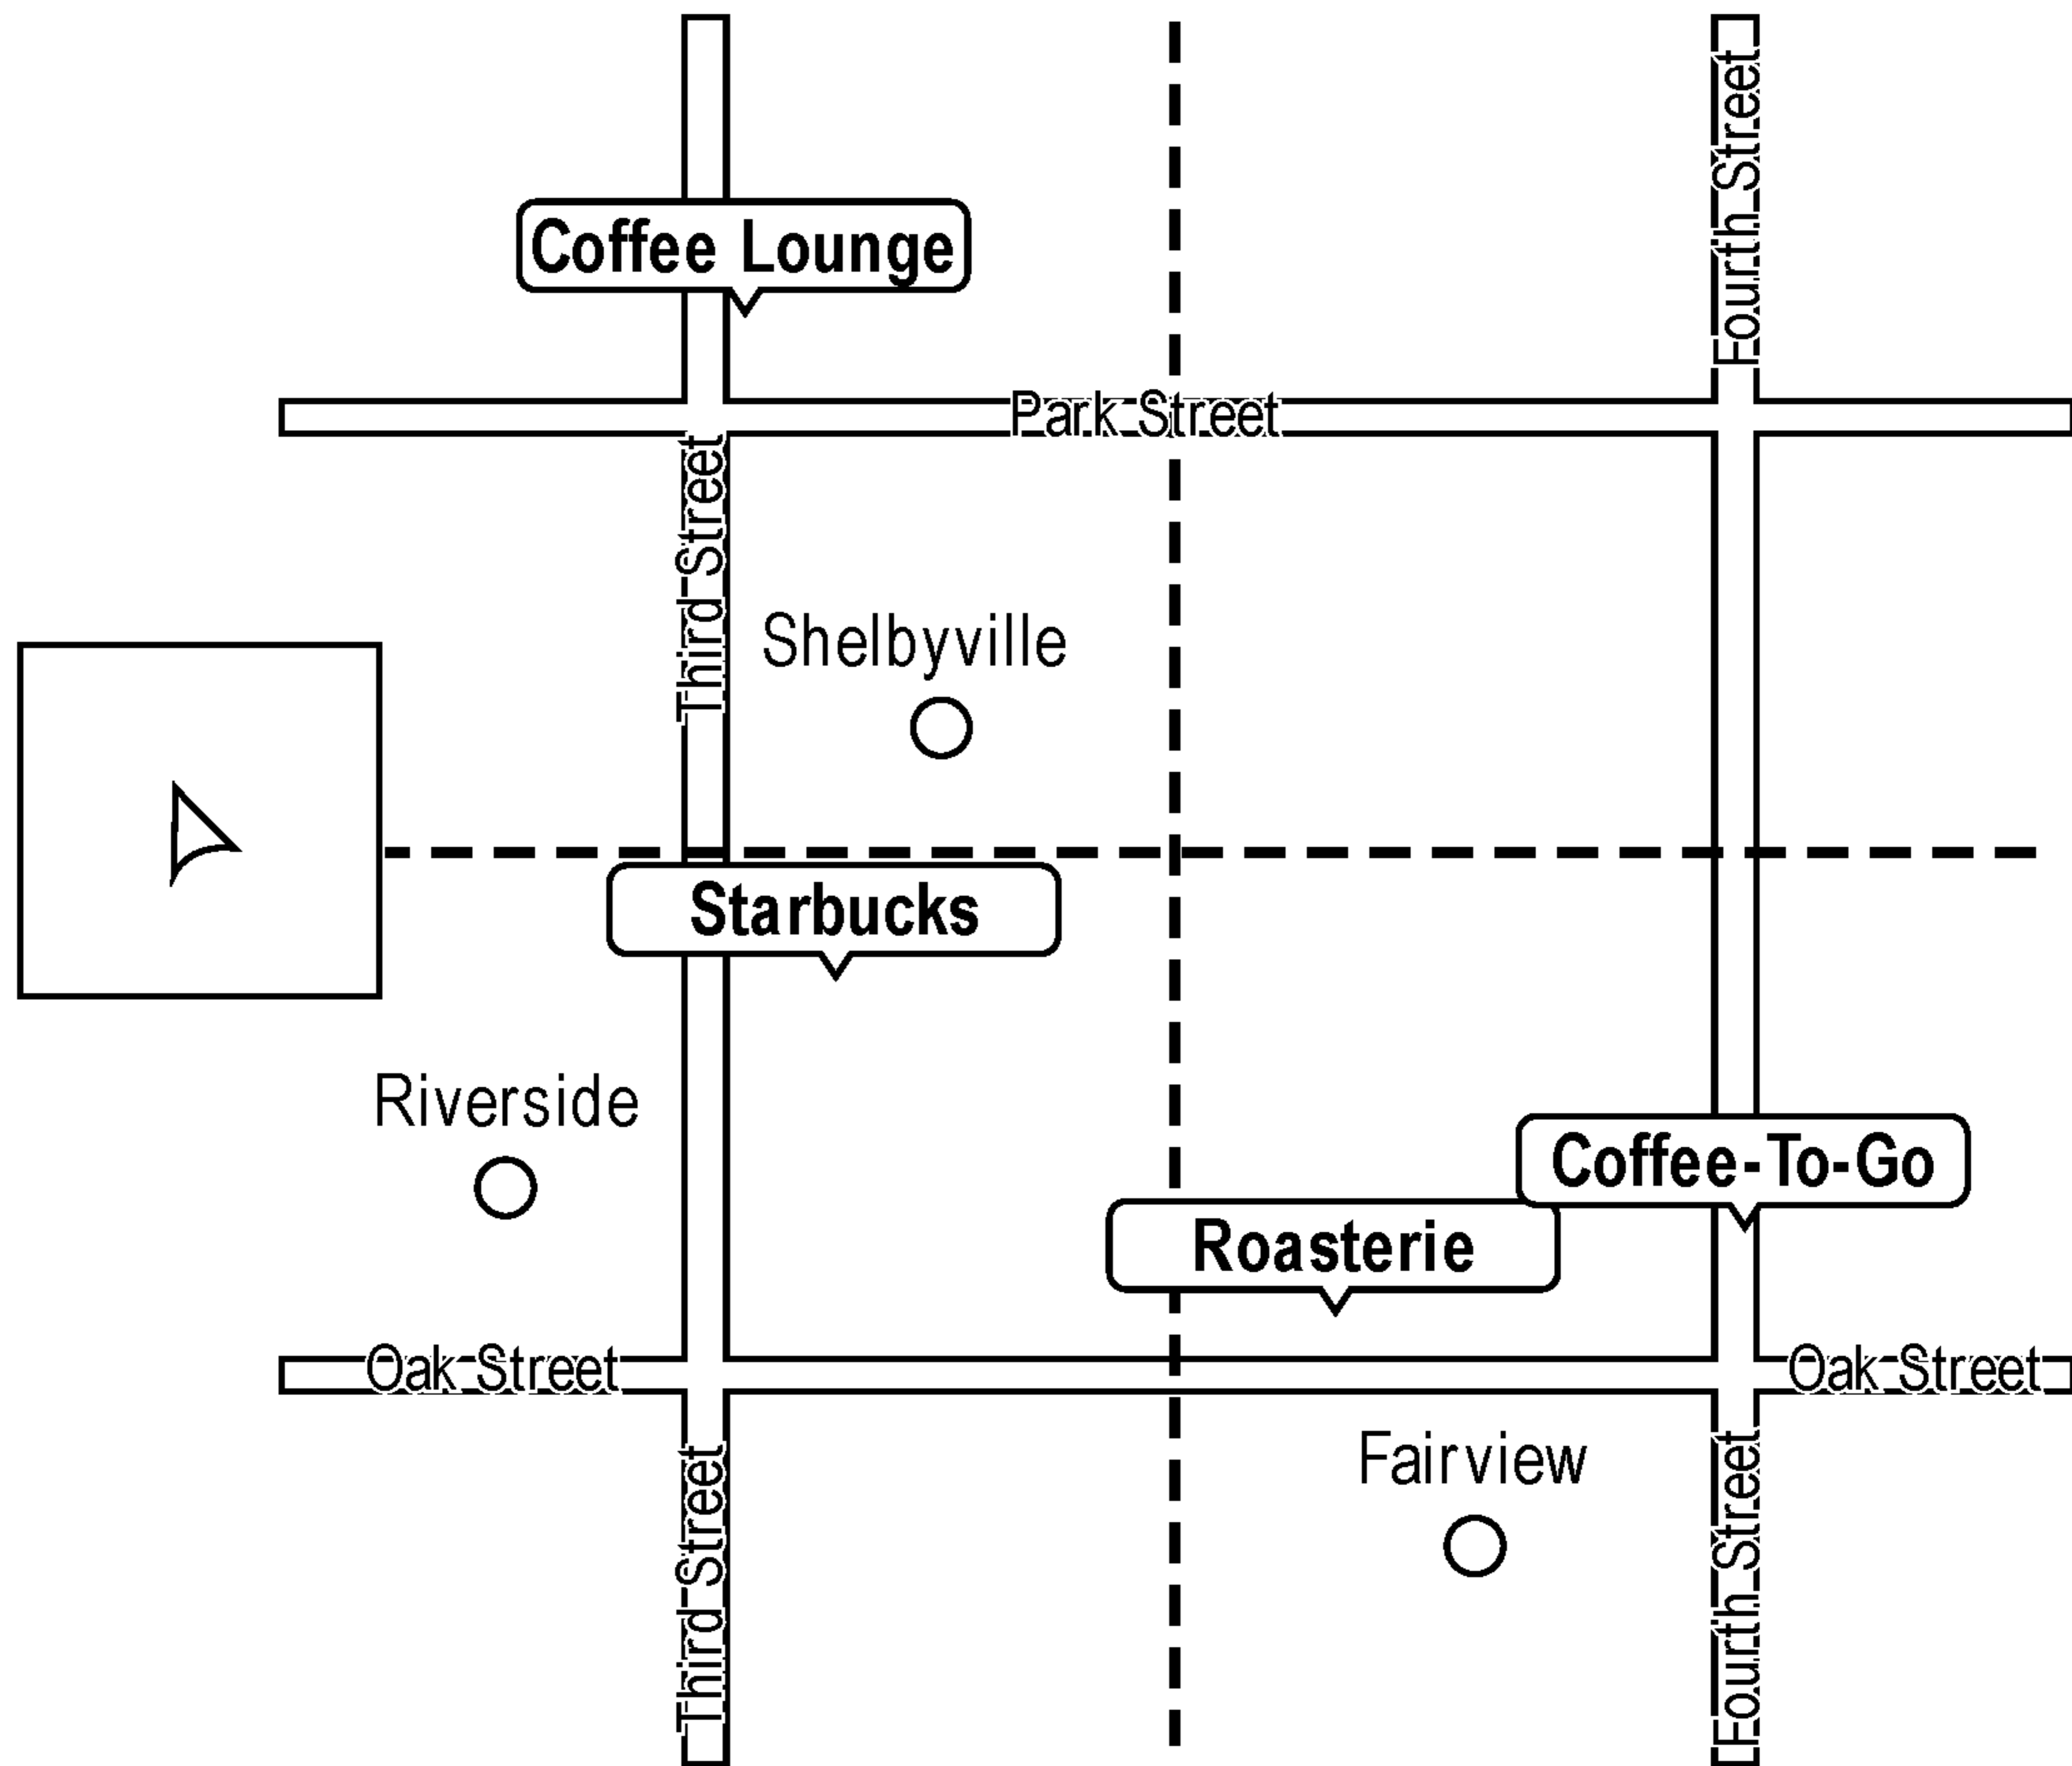 Fourth Street
Coffee Lounge
Park Street
Third Street
Shelbyville
Starbucks
Riverside
Coffee-To-Go
Roasterie
Oak Street
Oak Street
Fairview
Third Street
Fourth Street